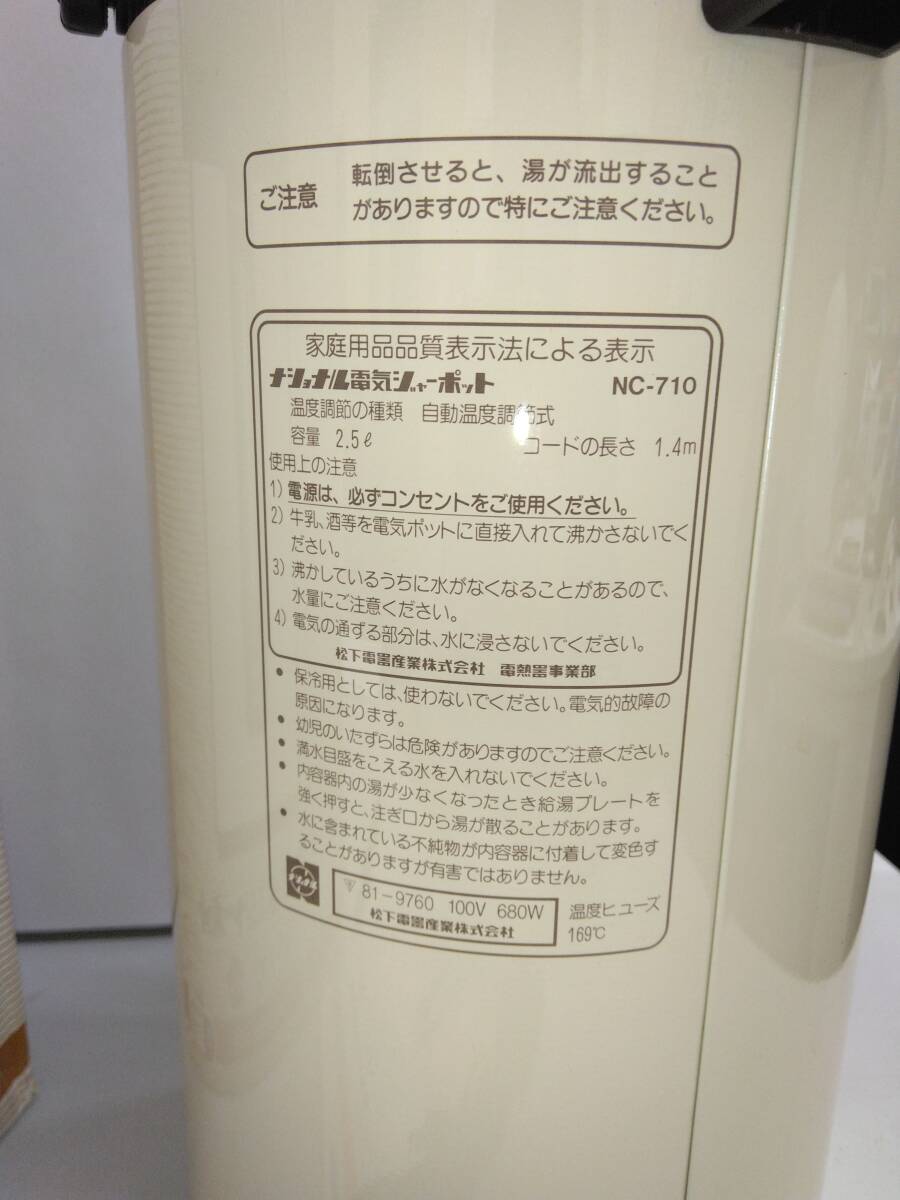 ご注意
転倒させると、湯が流出すること
がありますので特にご注意ください。
家庭用品品質表示法による表示
ナショナル電気ジャーポット NC-710
温度調節の種類 自動温度調節式
容量 2.5ℓ コードの長さ 1.4m
使用上の注意
1) 電源は、必ずコンセントをご使用ください。
2) 牛乳、酒等を電気ポットに直接入れて沸かさないでく
ださい。
3) 沸かしているうちに水がなくなることがあるので、
水量にご注意ください。
4) 電気の通ずる部分は、水に浸さないでください。
松下電器産業株式会社 電熱器事業部
● 保冷用としては、使わないでください。電気的故障の
原因になります。
● 幼児のいたずらは危険がありますのでご注意ください。
● 満水目盛をこえる水を入れないでください。
● 内容器内の湯が少なくなったとき給湯プレートを
強く押すと、注ぎ口から湯が散ることがあります。
● 水に含まれている不純物が内容器に付着して変色す
ることがありますが有害ではありません。
ナショナル
81-9760 100V 680W
松下電器産業株式会社
温度ヒューズ
169℃